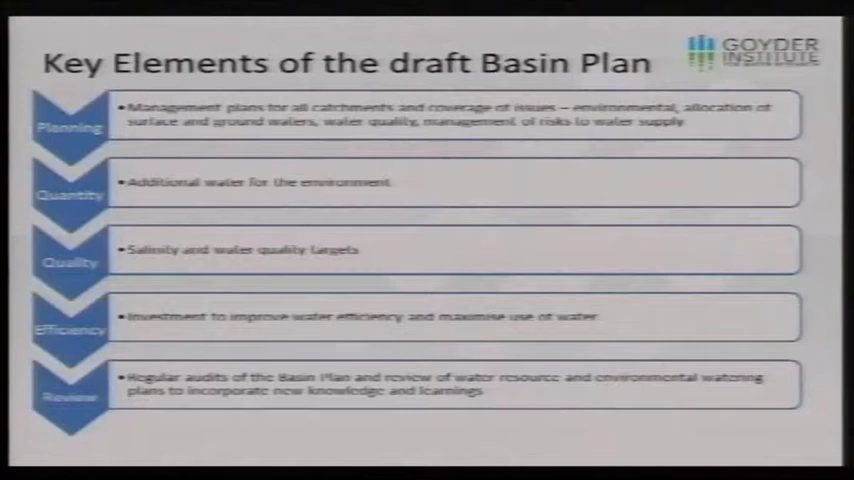 Key Elements of the draft Basin Plan
GOYDER
INSTITUTE
Planning
•Management plans for all catchments and coverage of issues – environmental, allocation of
surface and ground waters, water quality, management of risks to water supply
Quantity
•Additional water for the environment
Quality
•Salinity and water quality targets
Efficiency
•Investment to improve water efficiency and maximise use of water
Review
•Regular audits of the Basin Plan and review of water resource and environmental watering
plans to incorporate new knowledge and learnings